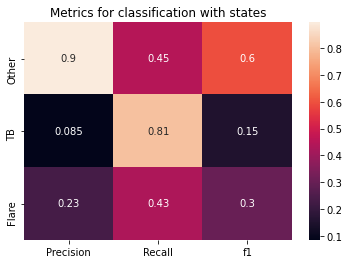 Metrics for classification with states
Other 0.9 0.45 0.6
TB 0.085 0.81 0.15
Flare 0.23 0.43 0.3
Precision Recall f1
0.8
0.7
0.6
0.5
0.4
0.3
0.2
0.1